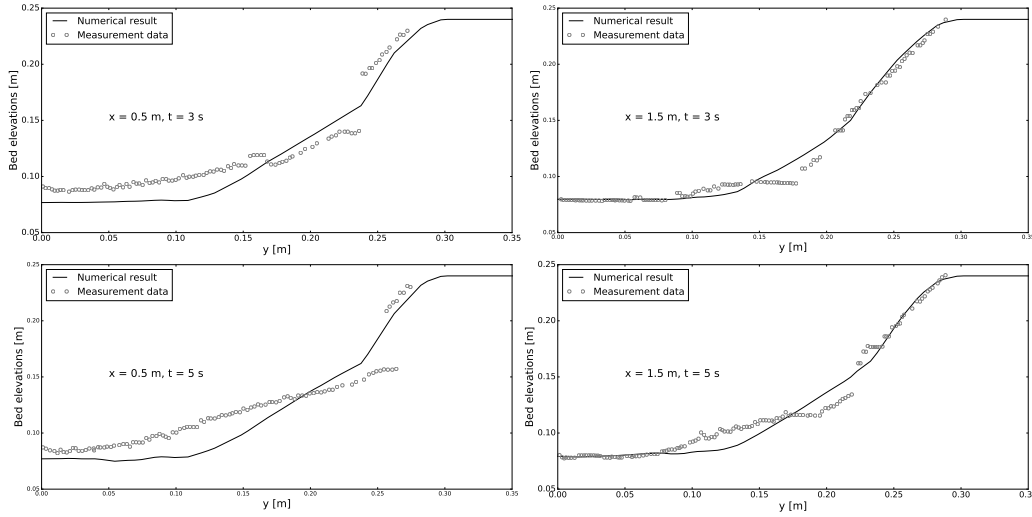 0.25
0.20
0.15
0.10
0.05
Bed elevations [m]
Numerical result
Measurement data
x = 0.5 m, t = 3 s
0.00 0.05 0.10 0.15 0.20 0.25 0.30 0.35
y [m]
0.25
0.20
0.15
0.10
0.05
Bed elevations [m]
Numerical result
Measurement data
x = 1.5 m, t = 3 s
0.00 0.05 0.10 0.15 0.20 0.25 0.30 0.35
y [m]
0.25
0.20
0.15
0.10
0.05
Bed elevations [m]
Numerical result
Measurement data
x = 0.5 m, t = 5 s
0.00 0.05 0.10 0.15 0.20 0.25 0.30 0.35
y [m]
0.25
0.20
0.15
0.10
0.05
Bed elevations [m]
Numerical result
Measurement data
x = 1.5 m, t = 5 s
0.00 0.05 0.10 0.15 0.20 0.25 0.30 0.3
y [m]